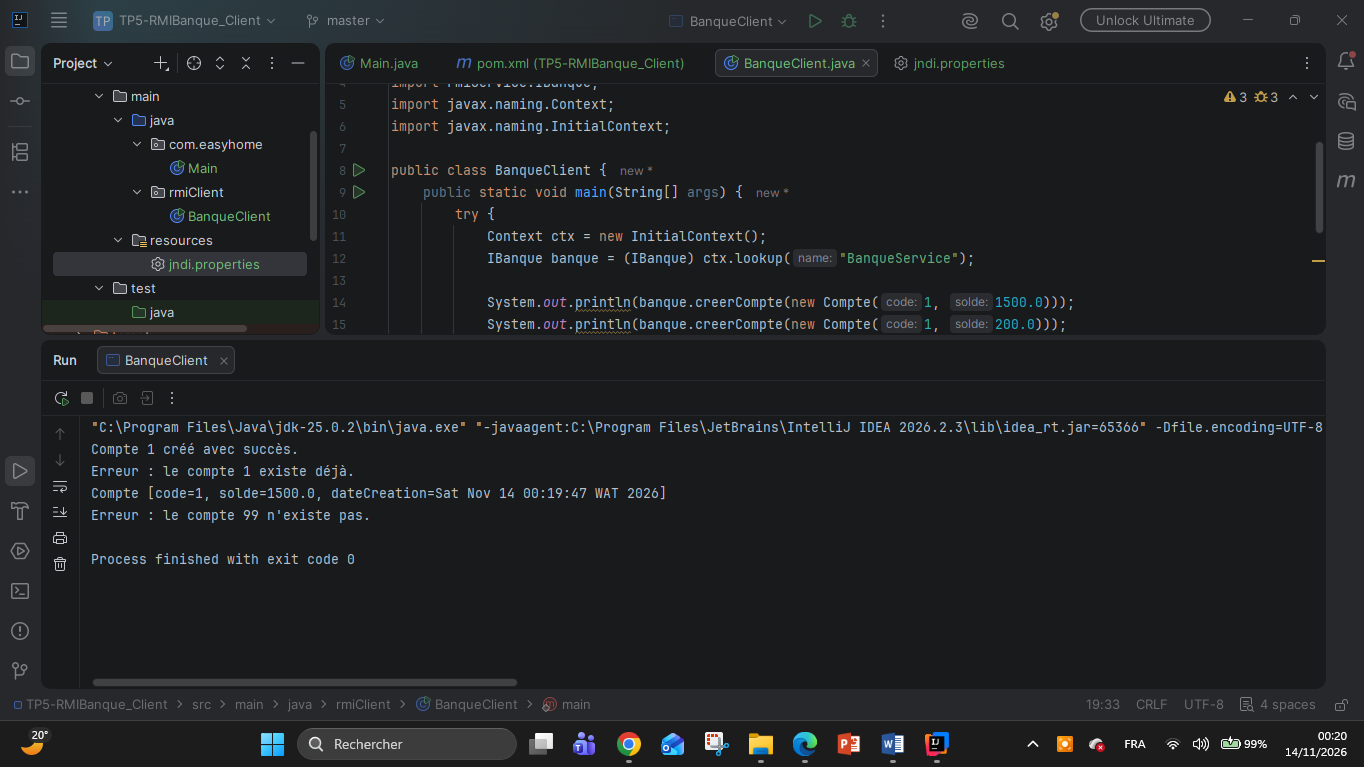 TP TP5-RMIBanque_Client master BanqueClient Unlock Ultimate
Project
main
java
com.easyhome
Main
rmiClient
BanqueClient
resources
jndi.properties
test
java
Main.java pom.xml (TP5-RMIBanque_Client) BanqueClient.java jndi.properties
3 3
5 import javax.naming.Context;
6 import javax.naming.InitialContext;
7
8 public class BanqueClient { new *
9 public static void main(String[] args) { new *
10 try {
11 Context ctx = new InitialContext();
12 IBanque banque = (IBanque) ctx.lookup( name: "BanqueService");
13
14 System.out.println(banque.creerCompte(new Compte( code: 1, solde: 1500.0)));
15 System.out.println(banque.creerCompte(new Compte( code: 1, solde: 200.0)));
Run BanqueClient
"C:\Program Files\Java\jdk-25.0.2\bin\java.exe" "-javaagent:C:\Program Files\JetBrains\IntelliJ IDEA 2026.2.3\lib\idea_rt.jar=65366" -Dfile.encoding=UTF-8
Compte 1 créé avec succès.
Erreur : le compte 1 existe déjà.
Compte [code=1, solde=1500.0, dateCreation=Sat Nov 14 00:19:47 WAT 2026]
Erreur : le compte 99 n'existe pas.
Process finished with exit code 0
TP5-RMIBanque_Client > src > main > java > rmiClient > BanqueClient > main 19:33 CRLF UTF-8 4 spaces
20° Rechercher FRA 99% 00:20
14/11/2026